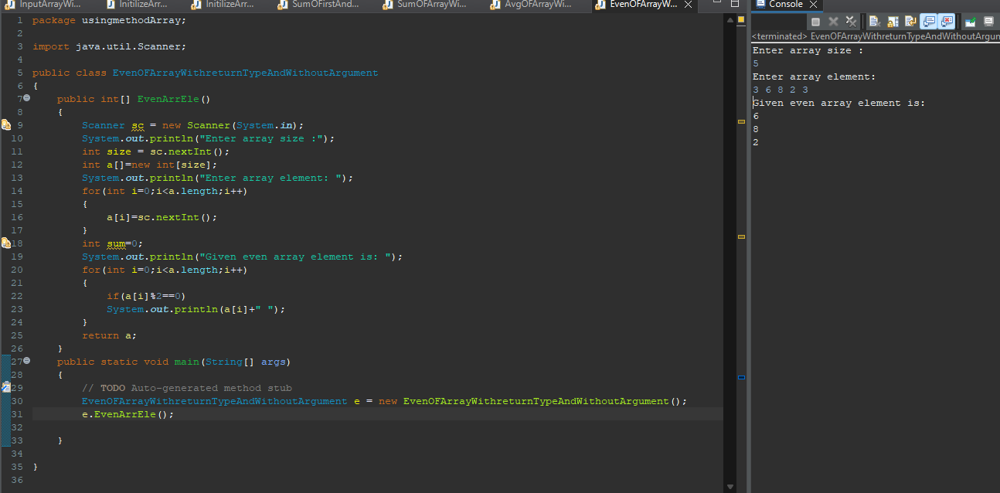 InputArrayWi...
InitilizeArr...
InitilizeArr...
SumOFirstAnd...
SumOFArrayWi...
AvgOFArrayWi...
EvenOFArrayW...
1 package usingmethodArray;
2
3 import java.util.Scanner;
4
5 public class EvenOFArrayWithreturnTypeAndWithoutArgument
6 {
7 public int[] EvenArrEle()
8 {
9 Scanner sc = new Scanner(System.in);
10 System.out.println("Enter array size :");
11 int size = sc.nextInt();
12 int a[]=new int[size];
13 System.out.println("Enter array element: ");
14 for(int i=0;i<a.length;i++)
15 {
16 a[i]=sc.nextInt();
17 }
18 int sum=0;
19 System.out.println("Given even array element is: ");
20 for(int i=0;i<a.length;i++)
21 {
22 if(a[i]%2==0)
23 System.out.println(a[i]+" ");
24 }
25 return a;
26 }
27 public static void main(String[] args)
28 {
29 // TODO Auto-generated method stub
30 EvenOFArrayWithreturnTypeAndWithoutArgument e = new EvenOFArrayWithreturnTypeAndWithoutArgument();
31 e.EvenArrEle();
32
33 }
34
35 }
36
Console
<terminated> EvenOFArrayWithreturnTypeAndWithoutArgun
Enter array size :
5
Enter array element:
3 6 8 2 3
Given even array element is:
6
8
2